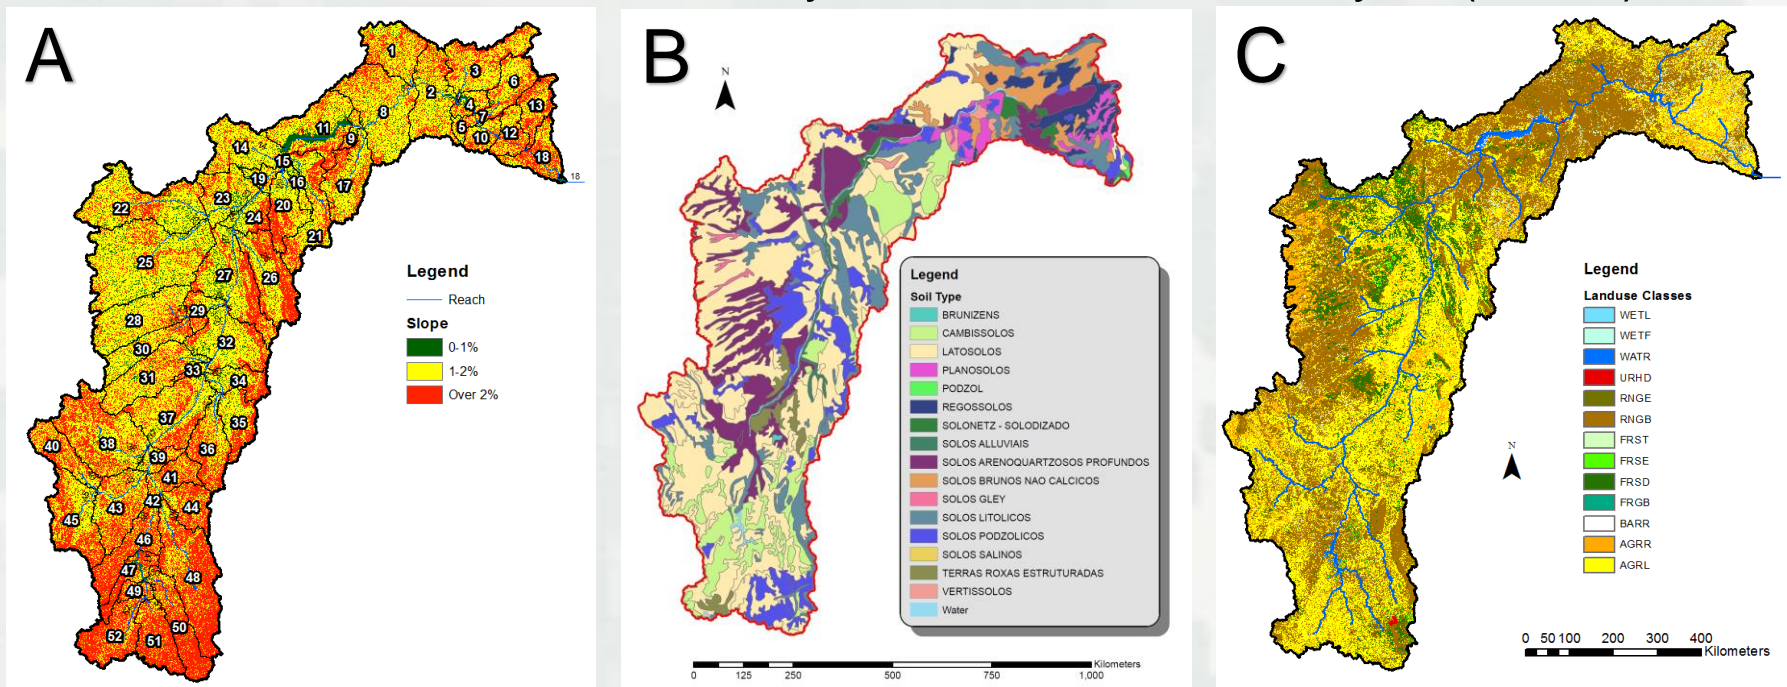 A
1
3
6
2
4
13
8
7
11
5
10
12
9
14
15
18
18
19
16
17
23
20
22
24
21
25
27
26
29
28
32
30
33
31
34
37
35
40
38
36
39
41
42
43
44
45
46
47
48
49
50
52
51
Legend
Reach
Slope
0-1%
1-2%
Over 2%
B
N
Legend
Soil Type
BRUNIZENS
CAMBISSOLOS
LATOSOLOS
PLANOSOLOS
PODZOL
REGOSSOLOS
SOLONETZ - SOLODIZADO
SOLOS ALLUVIAIS
SOLOS ARENOQUARTZOSOS PROFUNDOS
SOLOS BRUNOS NAO CALCICOS
SOLOS GLEY
SOLOS LITOLICOS
SOLOS PODZOLICOS
SOLOS SALINOS
TERRAS ROXAS ESTRUTURADAS
VERTISSOLOS
Water
Kilometers
0 125 250 500 750 1,000
C
Legend
Landuse Classes
WETL
WETF
WATR
URHD
RNGE
RNGB
FRST
FRSE
FRSD
FRGB
BARR
AGRR
AGRL
N
0 50 100 200 300 400
Kilometers